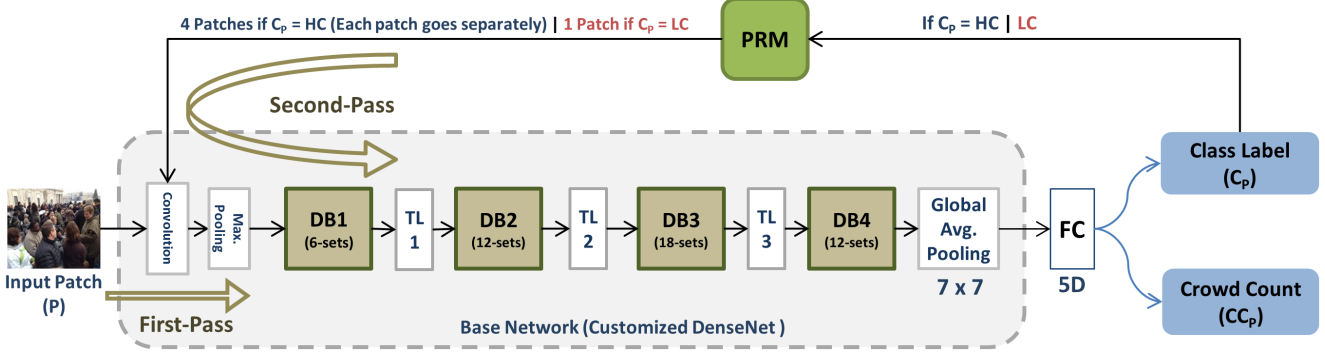 4 Patches if Cₚ = HC (Each patch goes separately) | 1 Patch if Cₚ = LC
PRM
If Cₚ = HC | LC
Second-Pass
Class Label
(Cₚ)
Input Patch
(P)
Convolution
Max.
Pooling
DB1
(6-sets)
TL
1
DB2
(12-sets)
TL
2
DB3
(18-sets)
TL
3
DB4
(12-sets)
Global
Avg.
Pooling
7 x 7
FC
5D
Crowd Count
(CCₚ)
First-Pass
Base Network (Customized DenseNet )